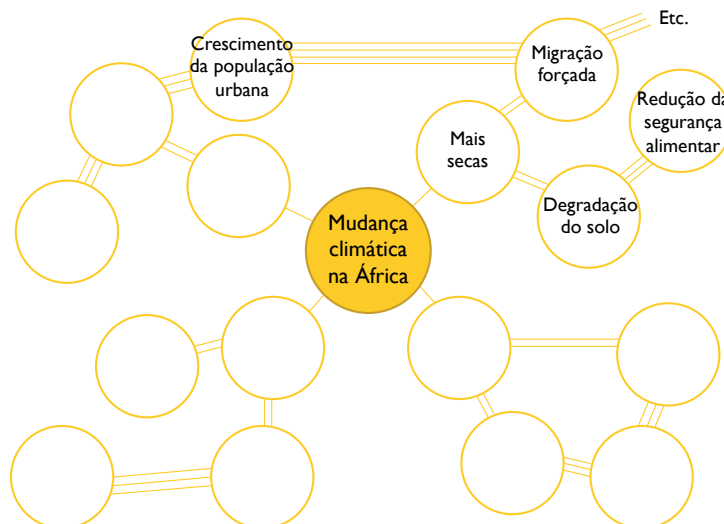 Etc.
Crescimento
da população
urbana
Migração
forçada
Redução da
segurança
alimentar
Mais
secas
Degradação
do solo
Mudança
climática
na África